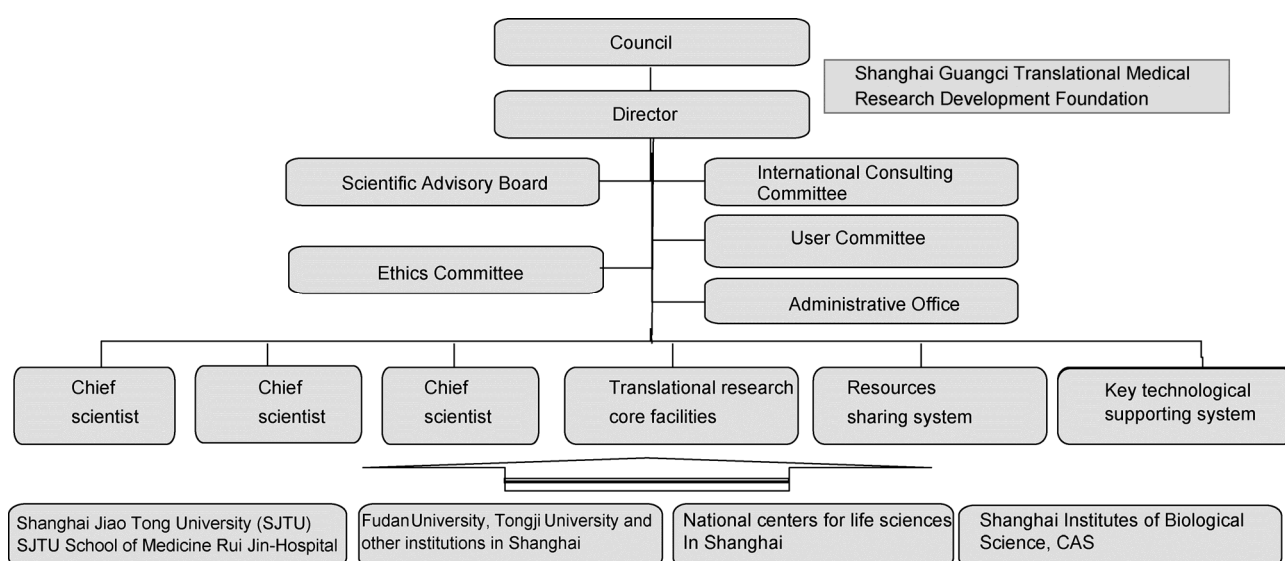 Council
Shanghai Guangci Translational Medical
Research Development Foundation
Director
Scientific Advisory Board
International Consulting
Committee
User Committee
Ethics Committee
Administrative Office
Chief
scientist
Chief
scientist
Chief
scientist
Translational research
core facilities
Resources
sharing system
Key technological
supporting system
Shanghai Jiao Tong University (SJTU)
SJTU School of Medicine Rui Jin-Hospital
Fudan University, Tongji University and
other institutions in Shanghai
National centers for life sciences
In Shanghai
Shanghai Institutes of Biological
Science, CAS